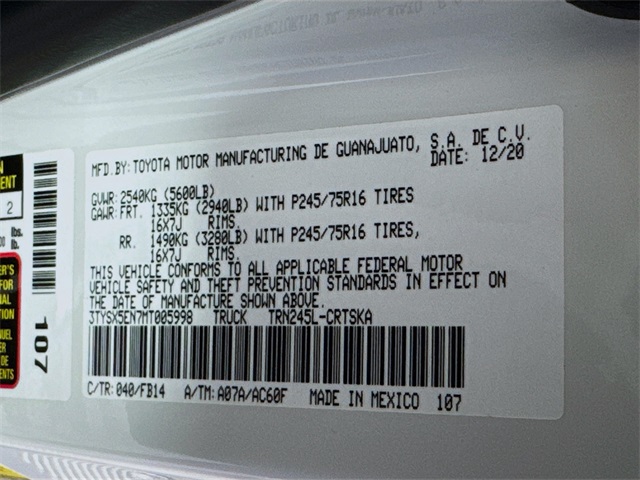 MFD.BY:TOYOTA MOTOR MANUFACTURING DE GUANAJUATO, S.A. DE C.V.
DATE: 12/20
GVWR:2540KG (5600LB)
GAWR:FRT. 1335KG (2940LB) WITH P245/75R16 TIRES
16X7J RIMS.
RR. 1490KG (3280LB) WITH P245/75R16 TIRES,
16X7J RIMS.
THIS VEHICLE CONFORMS TO ALL APPLICABLE FEDERAL MOTOR
VEHICLE SAFETY AND THEFT PREVENTION STANDARDS IN EFFECT ON
THE DATE OF MANUFACTURE SHOWN ABOVE.
3TYSX5EN7MT005998 TRUCK TRN245L-CRTSKA
C/TR:040/FB14 A/TM:A07A/AC60F MADE IN MEXICO 107
2
lbs.
lb.
107